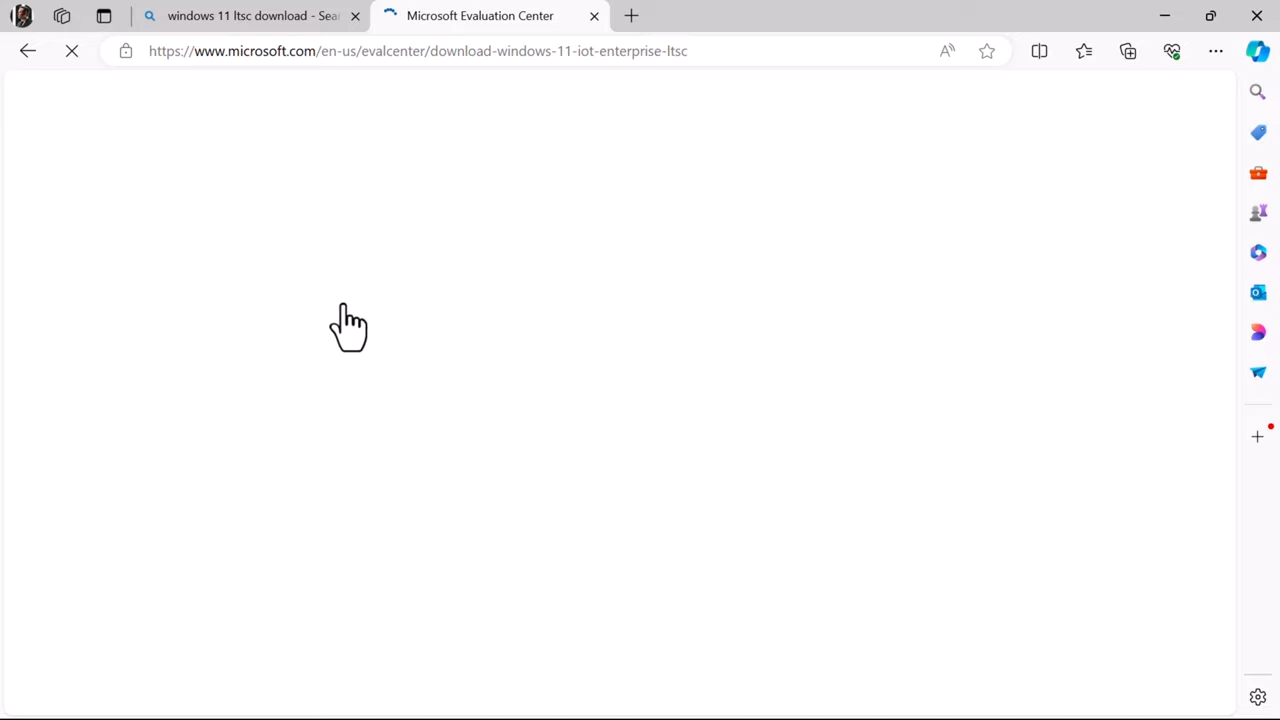 windows 11 ltsc download - Sear
Microsoft Evaluation Center
https://www.microsoft.com/en-us/evalcenter/download-windows-11-iot-enterprise-ltsc